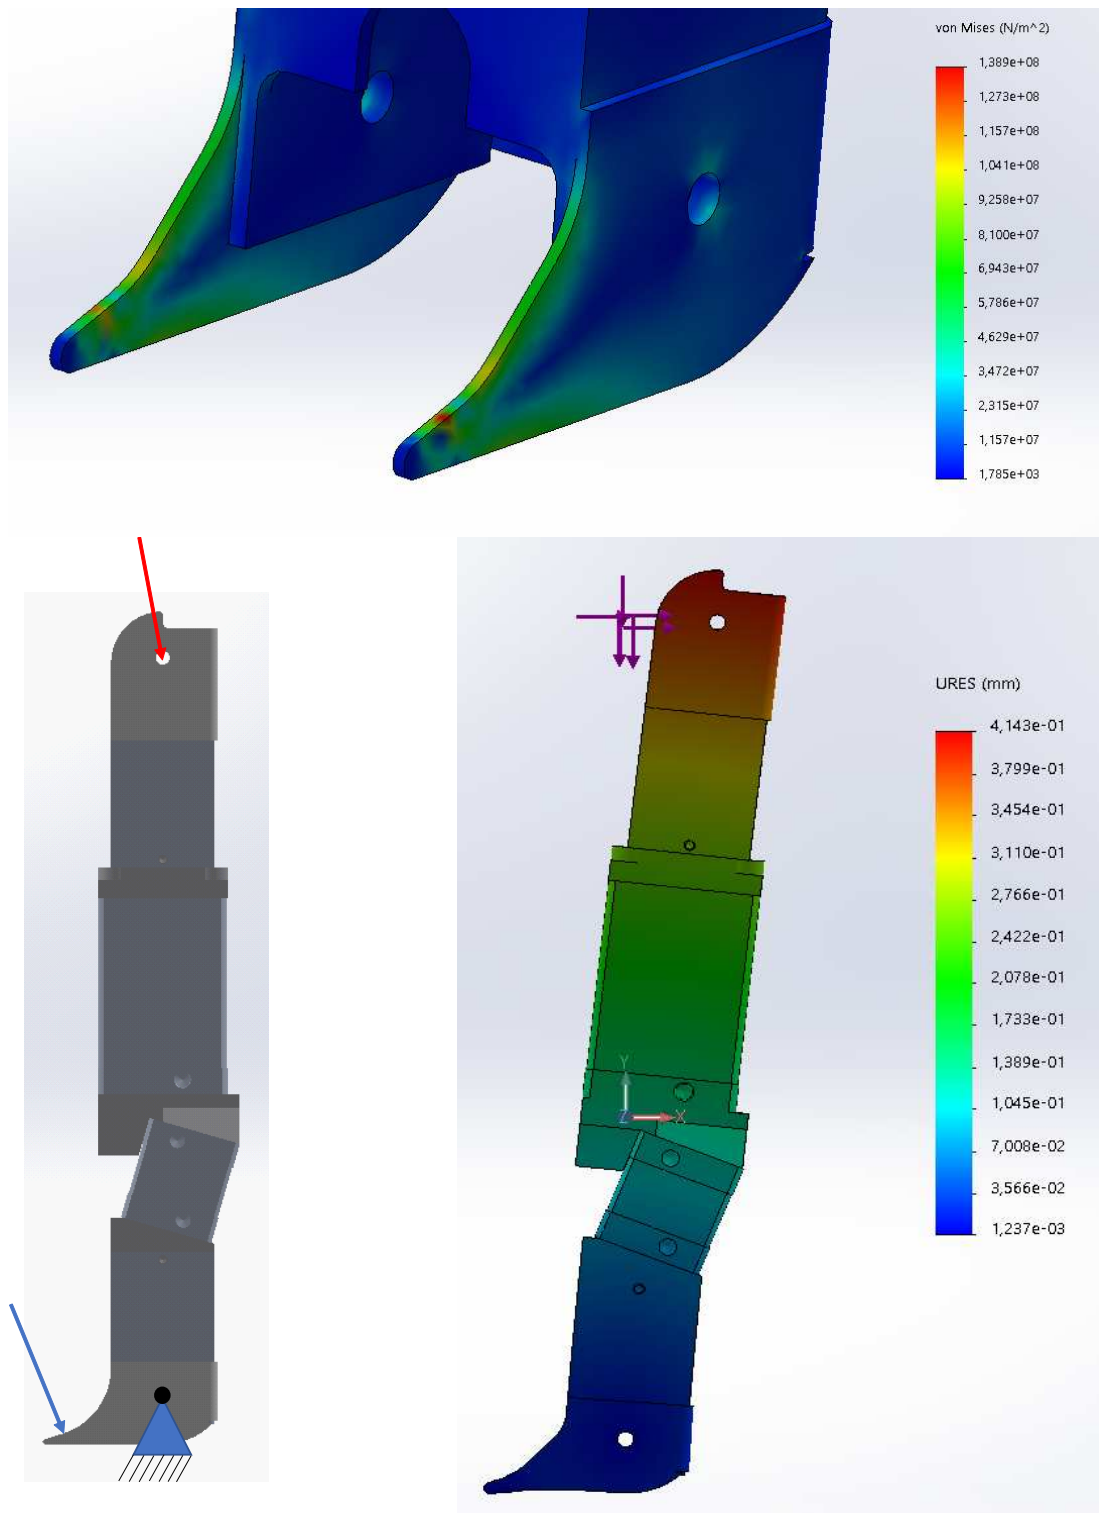 von Mises (N/m^2)
1,389e+08
1,273e+08
1,157e+08
1,041e+08
9,258e+07
8,100e+07
6,943e+07
5,786e+07
4,629e+07
3,472e+07
2,315e+07
1,157e+07
1,785e+03
URES (mm)
4,143e-01
3,799e-01
3,454e-01
3,110e-01
2,766e-01
2,422e-01
2,078e-01
1,733e-01
1,389e-01
1,045e-01
7,008e-02
3,566e-02
1,237e-03
Y
Z
X